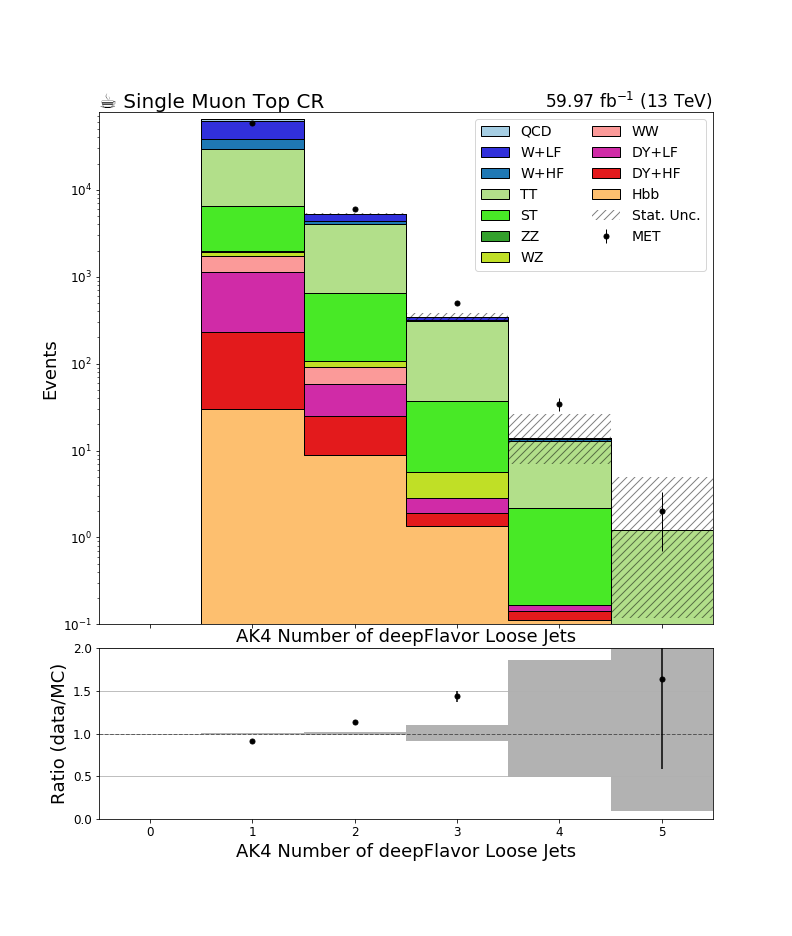 ☕ Single Muon Top CR
59.97 fb⁻¹ (13 TeV)
QCD
W+LF
W+HF
TT
ST
ZZ
WZ
WW
DY+LF
DY+HF
Hbb
Stat. Unc.
MET
Events
10⁴
10³
10²
10¹
10⁰
10⁻¹
AK4 Number of deepFlavor Loose Jets
Ratio (data/MC)
2.0
1.5
1.0
0.5
0.0
0 1 2 3 4 5
AK4 Number of deepFlavor Loose Jets